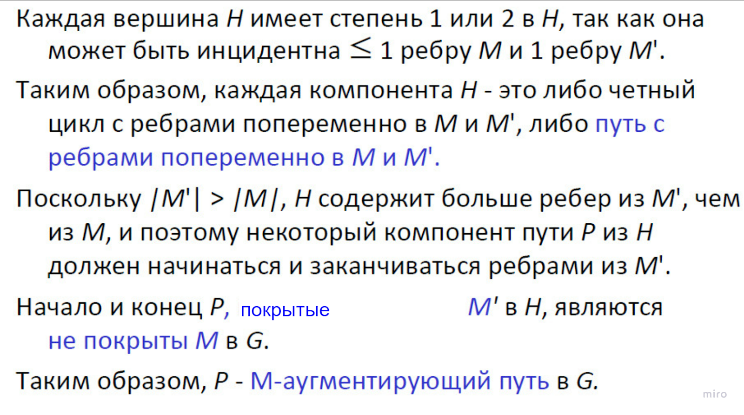 Каждая вершина H имеет степень 1 или 2 в H, так как она
может быть инцидентна ≤ 1 ребру M и 1 ребру M'.
Таким образом, каждая компонента H - это либо четный
цикл с ребрами попеременно в M и M', либо путь с
ребрами попеременно в M и M'.
Поскольку |M'| > |M|, H содержит больше ребер из M', чем
из M, и поэтому некоторый компонент пути P из H
должен начинаться и заканчиваться ребрами из M'.
Начало и конец P, покрытые M' в H, являются
не покрыты M в G.
Таким образом, P - M-аугментирующий путь в G.
miro